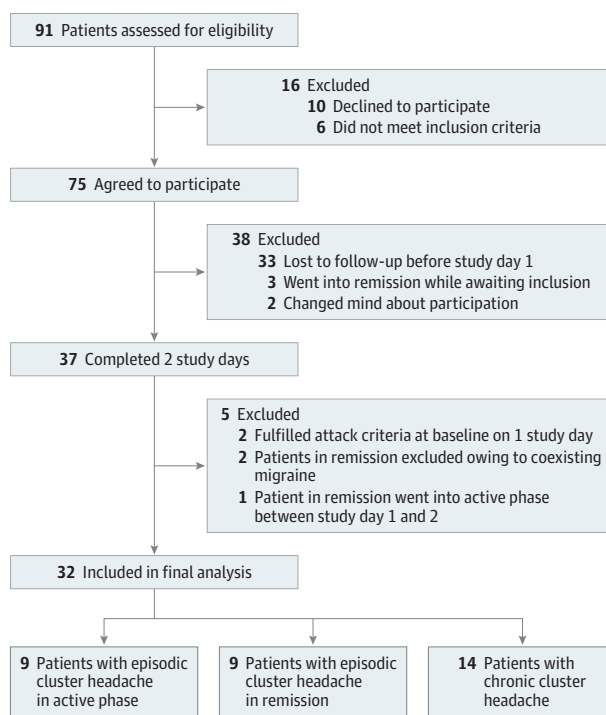 91 Patients assessed for eligibility
16 Excluded
10 Declined to participate
6 Did not meet inclusion criteria
75 Agreed to participate
38 Excluded
33 Lost to follow-up before study day 1
3 Went into remission while awaiting inclusion
2 Changed mind about participation
37 Completed 2 study days
5 Excluded
2 Fulfilled attack criteria at baseline on 1 study day
2 Patients in remission excluded owing to coexisting
migraine
1 Patient in remission went into active phase
between study day 1 and 2
32 Included in final analysis
9 Patients with episodic
cluster headache
in active phase
9 Patients with episodic
cluster headache
in remission
14 Patients with
chronic cluster
headache